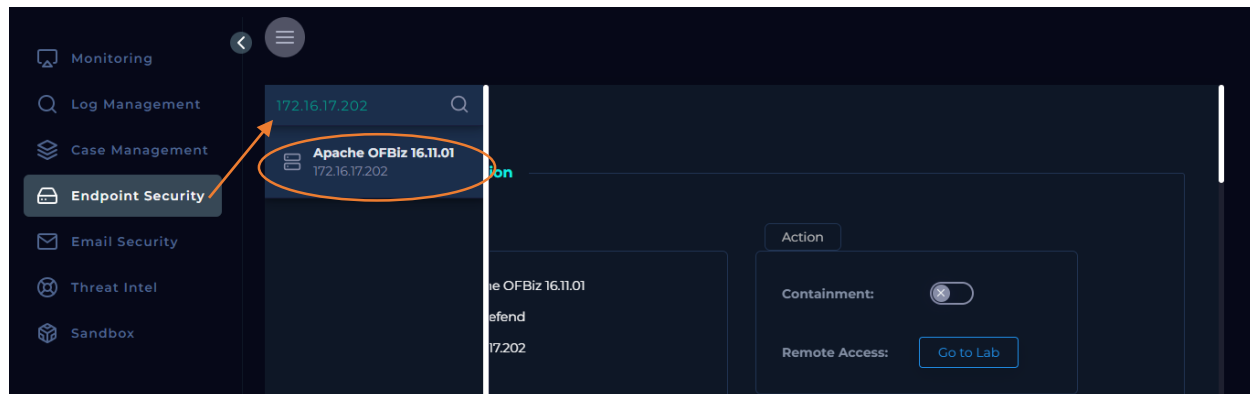 Monitoring
Log Management
Case Management
Endpoint Security
Email Security
Threat Intel
Sandbox
172.16.17.202
Apache OFBiz 16.11.01
172.16.17.202
ion
Action
e OFBiz 16.11.01
efend
17.202
Containment:
Remote Access:
Go to Lab